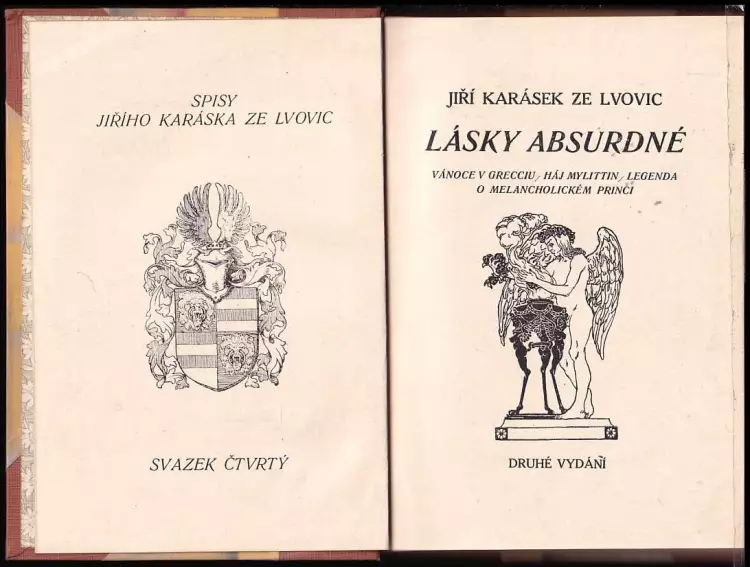 SPISY
JIŘÍHO KARÁSKA ZE LVOVIC
SVAZEK ČTVRTÝ
JIŘÍ KARÁSEK ZE LVOVIC
LÁSKY ABSURDNÉ
VÁNOCE V GRECCIU/ HÁJ MYLITTIN/ LEGENDA
O MELANCHOLICKÉM PRINCI
DRUHÉ VYDÁNÍ